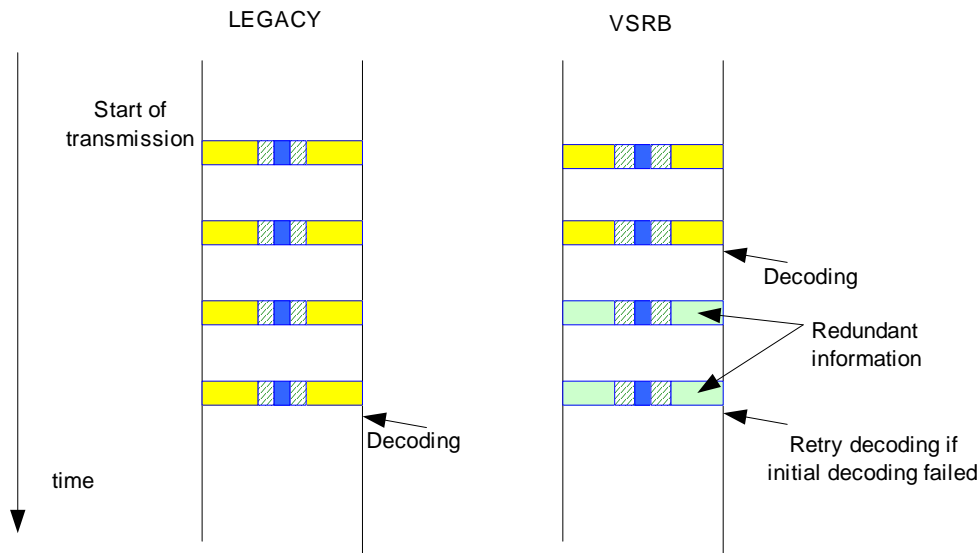 LEGACY
VSRB
Start of
transmission
Decoding
Redundant
information
Decoding
Retry decoding if
initial decoding failed
time